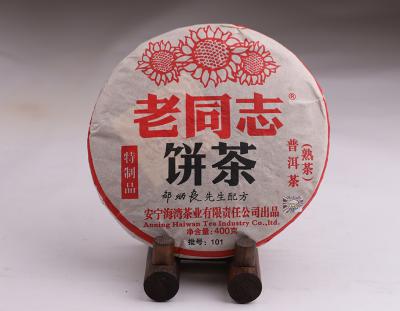 老同志®
饼茶
特制品
普洱茶
(熟茶)
邹炳良先生配方
安宁海湾茶业有限责任公司出品
Anning Haiwan Tea Industry Co., Ltd.
净含量:400克
批号:101